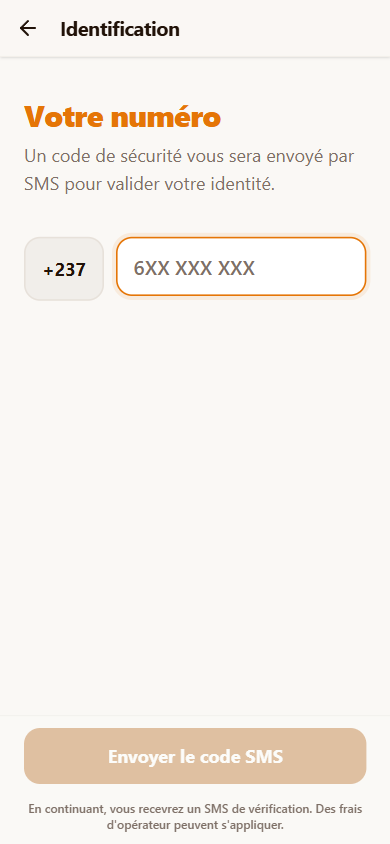 Identification
Votre numéro
Un code de sécurité vous sera envoyé par
SMS pour valider votre identité.
+237
6XX XXX XXX
Envoyer le code SMS
En continuant, vous recevrez un SMS de vérification. Des frais
d'opérateur peuvent s'appliquer.